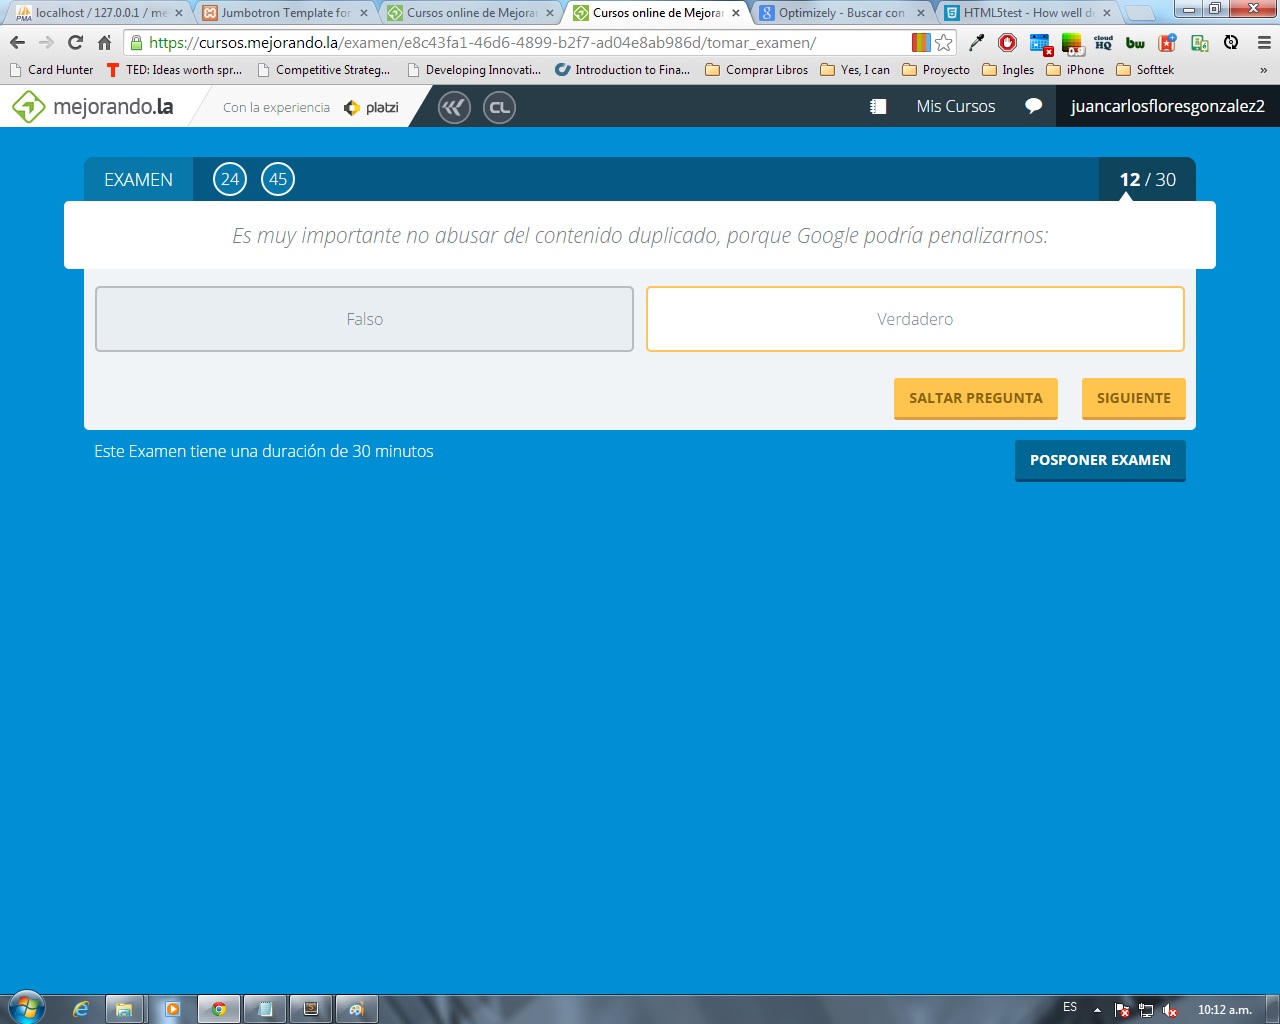 localhost / 127.0.0.1 / me
Jumbotron Template for
Cursos online de Mejoran
Cursos online de Mejoran
Optimizely - Buscar con
HTML5test - How well do
https://cursos.mejorando.la/examen/e8c43fa1-46d6-4899-b2f7-ad04e8ab986d/tomar_examen/
Card Hunter
TED: Ideas worth spr...
Competitive Strateg...
Developing Innovati...
Introduction to Fina...
Comprar Libros
Yes, I can
Proyecto
Ingles
iPhone
Softtek
»
mejorando.la
Con la experiencia
platzi
CL
Mis Cursos
juancarlosfloresgonzalez2
EXAMEN
24
45
12 / 30
Es muy importante no abusar del contenido duplicado, porque Google podría penalizarnos:
Falso
Verdadero
SALTAR PREGUNTA
SIGUIENTE
Este Examen tiene una duración de 30 minutos
POSPONER EXAMEN
ES
10:12 a.m.